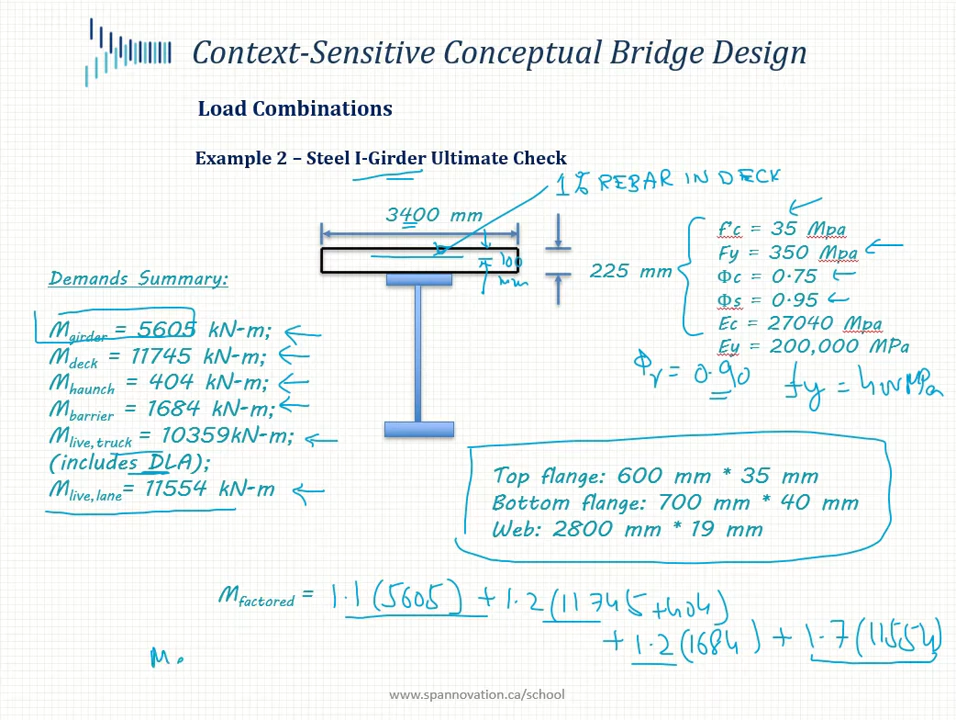 Context-Sensitive Conceptual Bridge Design
Load Combinations
Example 2 – Steel I-Girder Ultimate Check
1% REBAR IN DECK
3400 mm
100 mm
225 mm
f'c = 35 Mpa
Fy = 350 Mpa
Φc = 0.75
Φs = 0.95
Ec = 27040 Mpa
Ey = 200,000 MPa
Φr = 0.90
fy = 400 MPa
Demands Summary:
Mgirder = 5605 kN-m;
Mdeck = 11745 kN-m;
Mhaunch = 404 kN-m;
Mbarrier = 1684 kN-m;
Mlive,truck = 10359kN-m;
(includes DLA);
Mlive,lane= 11554 kN-m
Top flange: 600 mm * 35 mm
Bottom flange: 700 mm * 40 mm
Web: 2800 mm * 19 mm
Mfactored = 1.1(5605) + 1.2(11745+404)
+ 1.2(1684) + 1.7(11554)
M
www.spannovation.ca/school